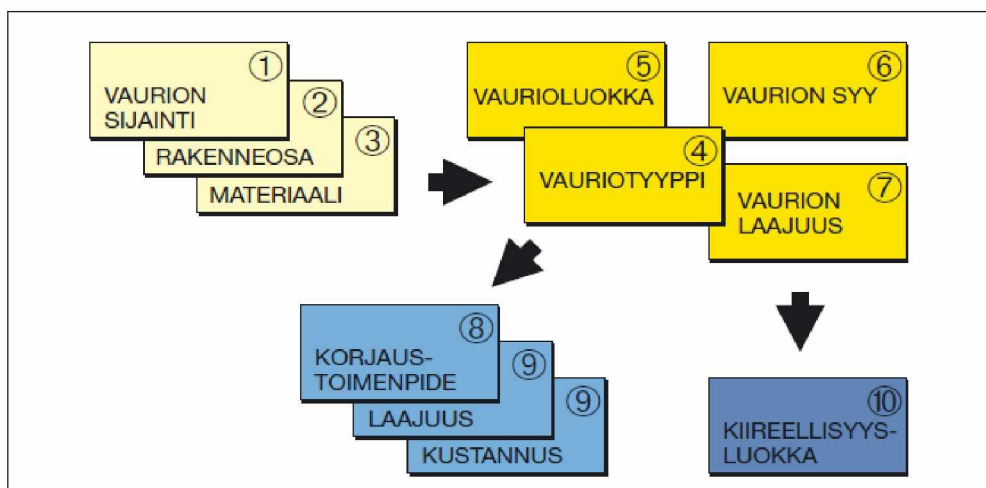 ①
VAURION
SIJAINTI
②
RAKENNEOSA
③
MATERIAALI
⑤
VAURIOLUOKKA
④
VAURIOTYYPPI
⑥
VAURION SYY
⑦
VAURION
LAAJUUS
⑧
KORJAUS-
TOIMENPIDE
⑨
LAAJUUS
⑨
KUSTANNUS
⑩
KIIREELLISYYS-
LUOKKA